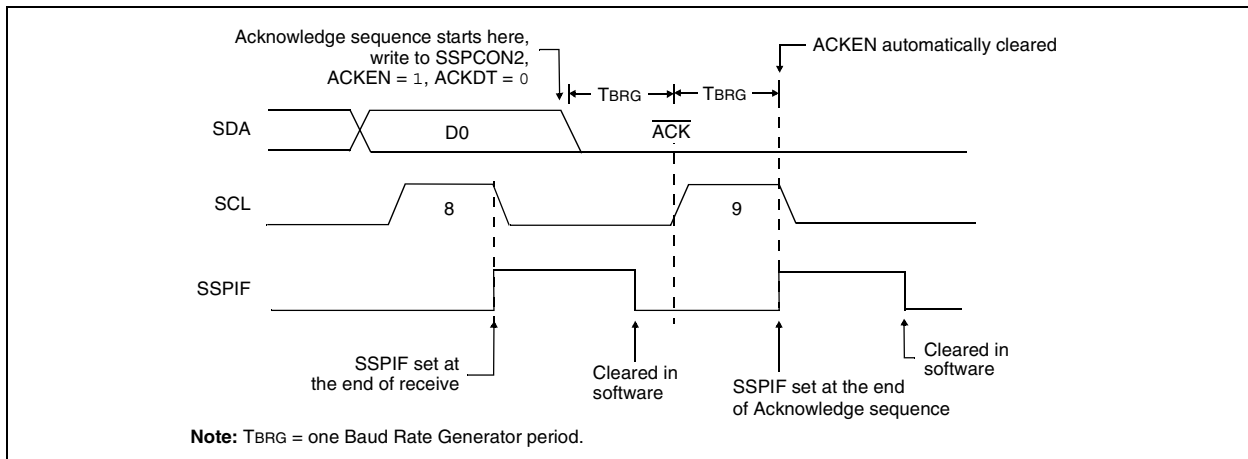 Acknowledge sequence starts here,
write to SSPCON2,
ACKEN = 1, ACKDT = 0
ACKEN automatically cleared
TBRG
TBRG
SDA
D0
ACK
SCL
8
9
SSPIF
SSPIF set at
the end of receive
Cleared in
software
SSPIF set at the end
of Acknowledge sequence
Cleared in
software
Note: TBRG = one Baud Rate Generator period.